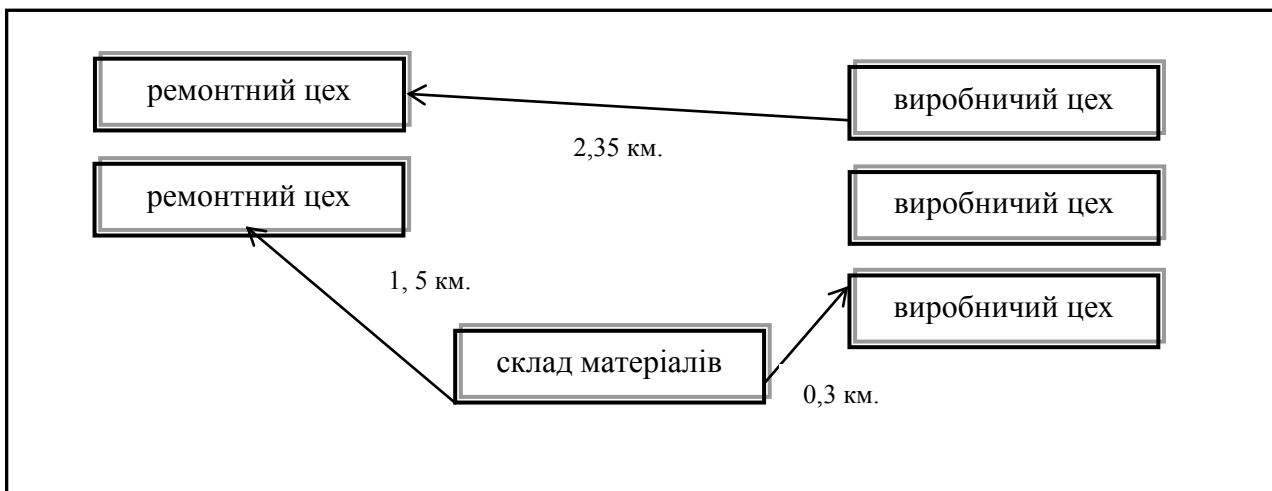 ремонтний цех
виробничий цех
2,35 км.
ремонтний цех
виробничий цех
1, 5 км.
виробничий цех
склад матеріалів
0,3 км.